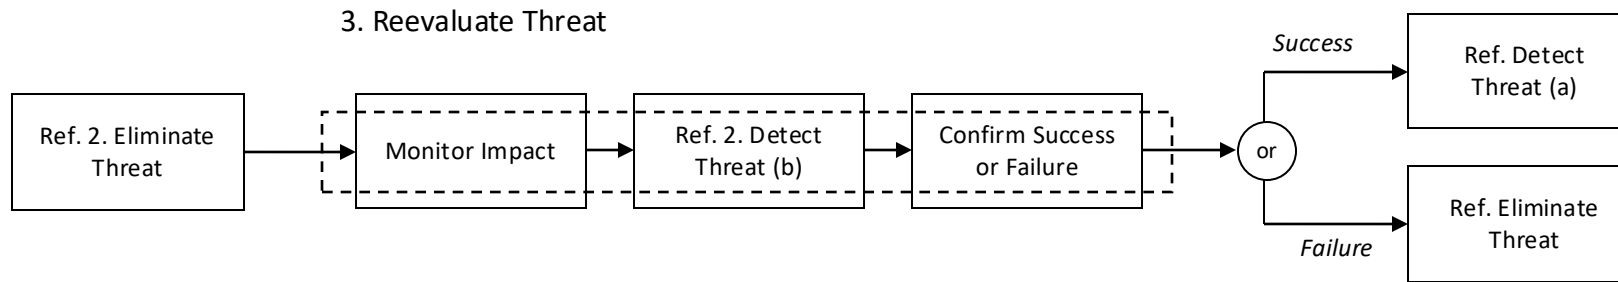 3. Reevaluate Threat
Success
Ref. Detect
Threat (a)
Ref. 2. Eliminate
Threat
Monitor Impact
Ref. 2. Detect
Threat (b)
Confirm Success
or Failure
or
Ref. Eliminate
Threat
Failure